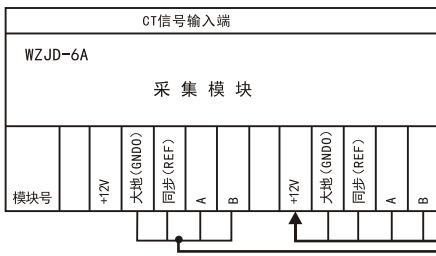 CT信号输入端
WZJD-6A
采集模块
模块号
+12V
大地(GNDO)
同步(REF)
A
B
+12V
大地(GNDO)
同步(REF)
A
B